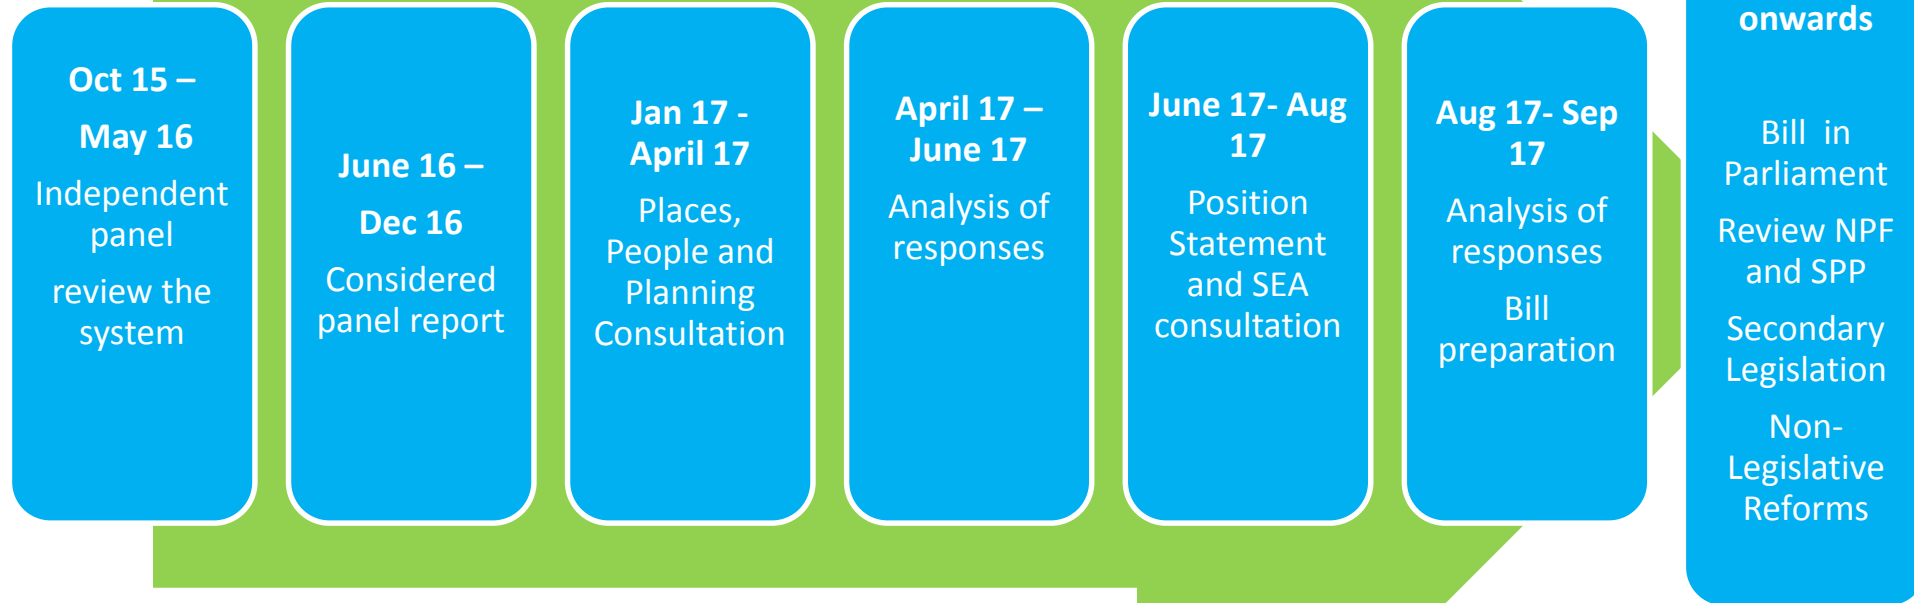 Oct 15 –
May 16
Independent
panel
review the
system
June 16 –
Dec 16
Considered
panel report
Jan 17 -
April 17
Places,
People and
Planning
Consultation
April 17 –
June 17
Analysis of
responses
June 17- Aug
17
Position
Statement
and SEA
consultation
Aug 17- Sep
17
Analysis of
responses
Bill
preparation
onwards
Bill in
Parliament
Review NPF
and SPP
Secondary
Legislation
Non-
Legislative
Reforms